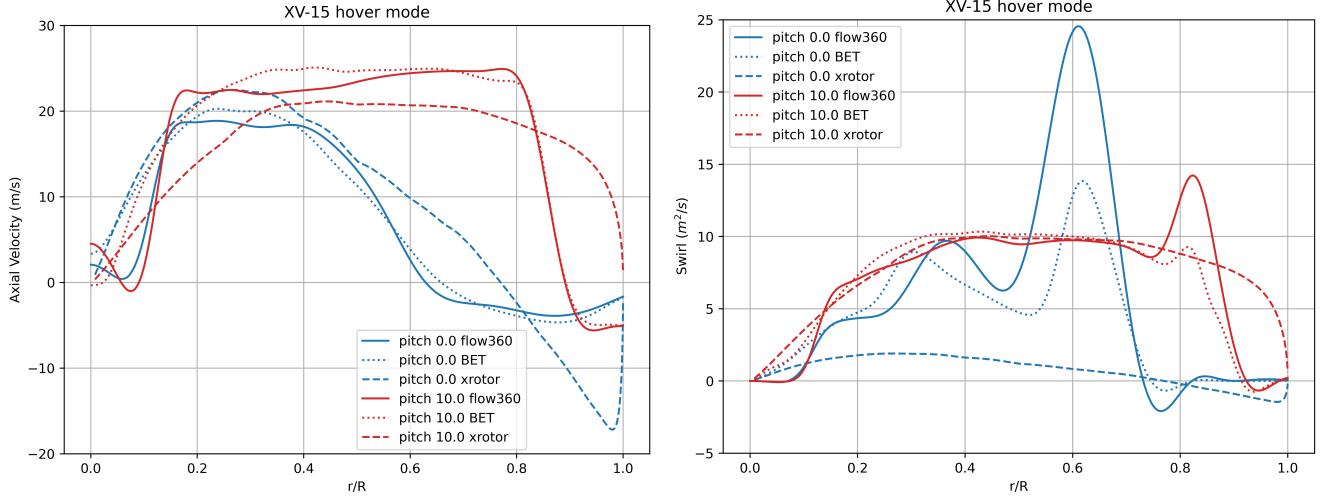 XV-15 hover mode
30
20
10
0
−10
−20
Axial Velocity (m/s)
pitch 0.0 flow360
pitch 0.0 BET
pitch 0.0 xrotor
pitch 10.0 flow360
pitch 10.0 BET
pitch 10.0 xrotor
0.0 0.2 0.4 0.6 0.8 1.0
r/R
XV-15 hover mode
25
20
15
10
5
0
−5
Swirl (m²/s)
pitch 0.0 flow360
pitch 0.0 BET
pitch 0.0 xrotor
pitch 10.0 flow360
pitch 10.0 BET
pitch 10.0 xrotor
0.0 0.2 0.4 0.6 0.8 1.0
r/R